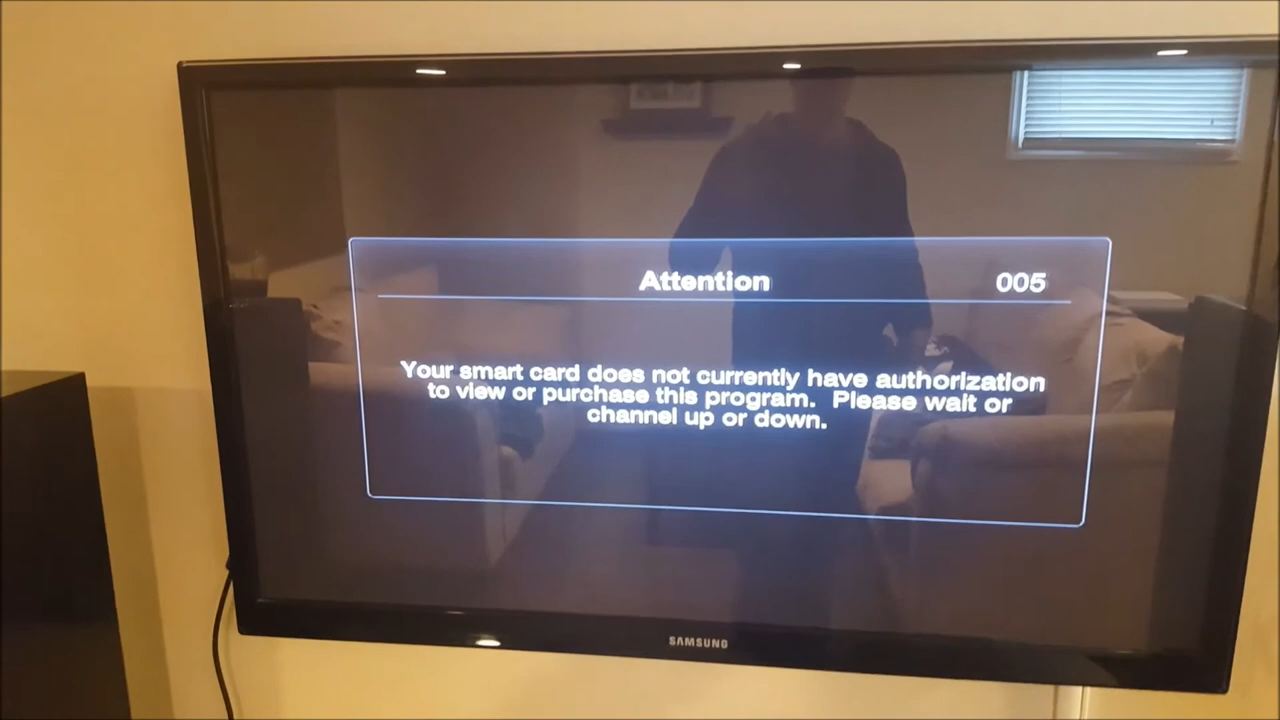 Attention 005
Your smart card does not currently have authorization
to view or purchase this program.  Please wait or
channel up or down.
SAMSUNG